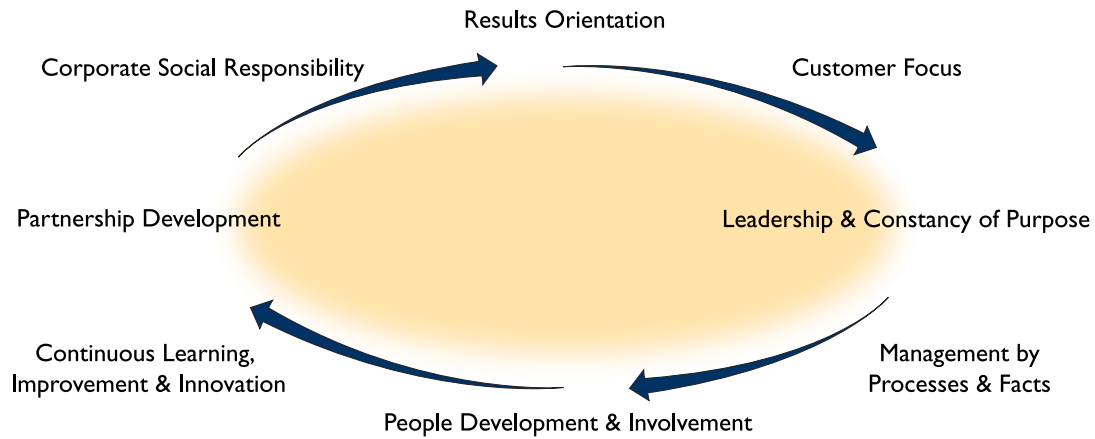 Results Orientation
Corporate Social Responsibility
Customer Focus
Partnership Development
Leadership & Constancy of Purpose
Continuous Learning,
Improvement & Innovation
Management by
Processes & Facts
People Development & Involvement